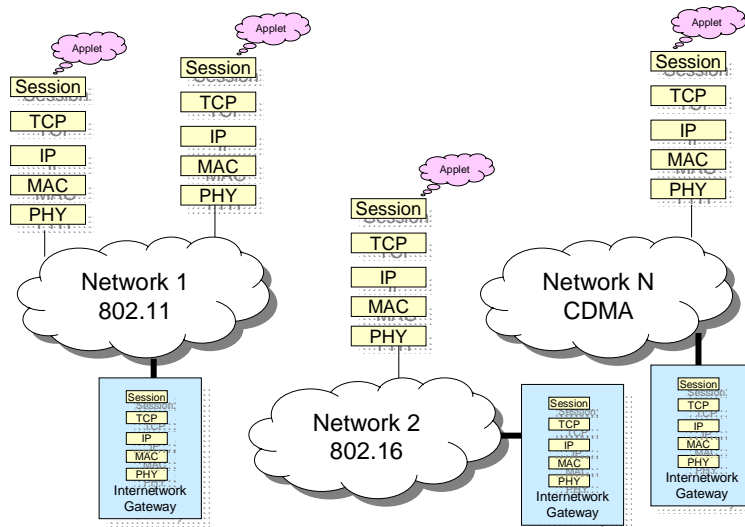 Applet
Session
TCP
IP
MAC
PHY
Applet
Session
TCP
IP
MAC
PHY
Network 1
802.11
Session
TCP
IP
MAC
PHY
Internetwork
Gateway
Applet
Session
TCP
IP
MAC
PHY
Network 2
802.16
Session
TCP
IP
MAC
PHY
Internetwork
Gateway
Applet
Session
TCP
IP
MAC
PHY
Network N
CDMA
Session
TCP
IP
MAC
PHY
Internetwork
Gateway